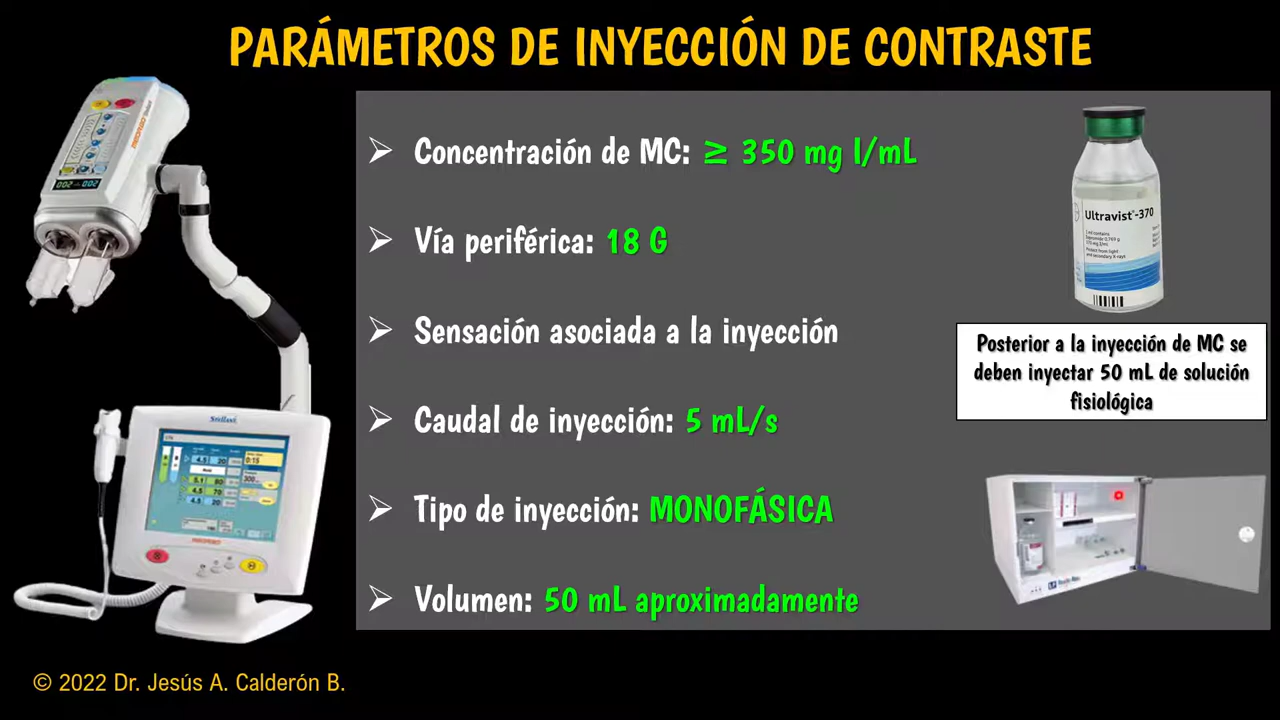 PARÁMETROS DE INYECCIÓN DE CONTRASTE
Concentración de MC: ≥ 350 mg I/mL
Vía periférica: 18 G
Sensación asociada a la inyección
Caudal de inyección: 5 mL/s
Tipo de inyección: MONOFÁSICA
Volumen: 50 mL aproximadamente
Ultravist®-370
Posterior a la inyección de MC se
deben inyectar 50 mL de solución
fisiológica
© 2022 Dr. Jesús A. Calderón B.